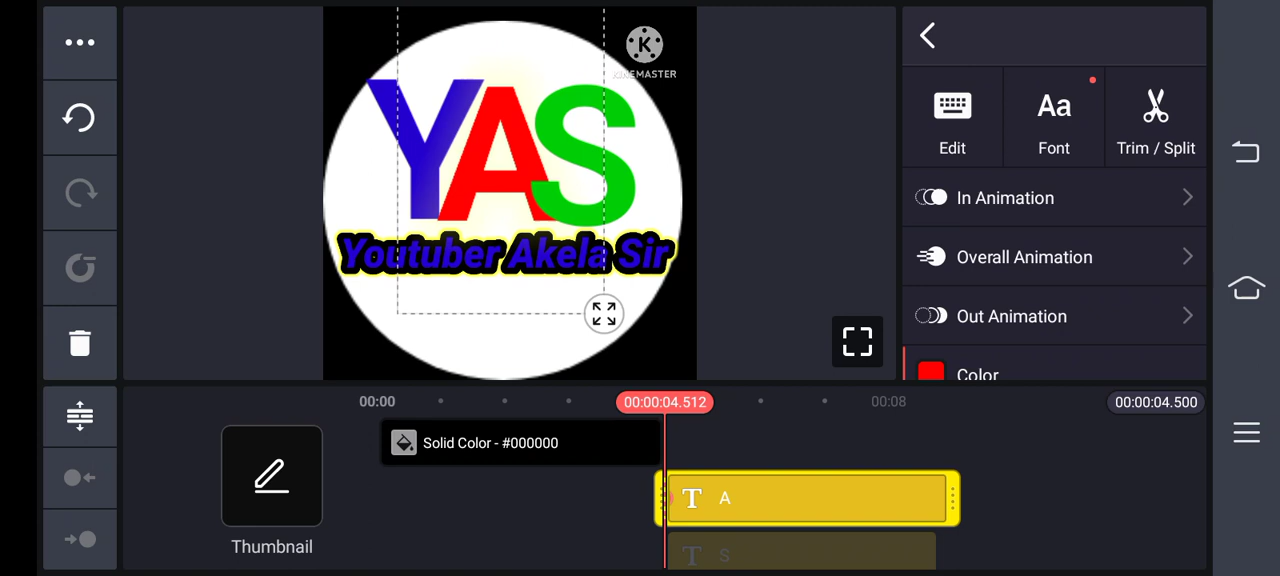 K
KINEMASTER
YAS
Youtuber Akela Sir
Edit
Aa
Font
Trim / Split
In Animation
Overall Animation
Out Animation
Color
00:00
00:00:04.512
00:08
00:00:04.500
Solid Color - #000000
T A
T S
Thumbnail